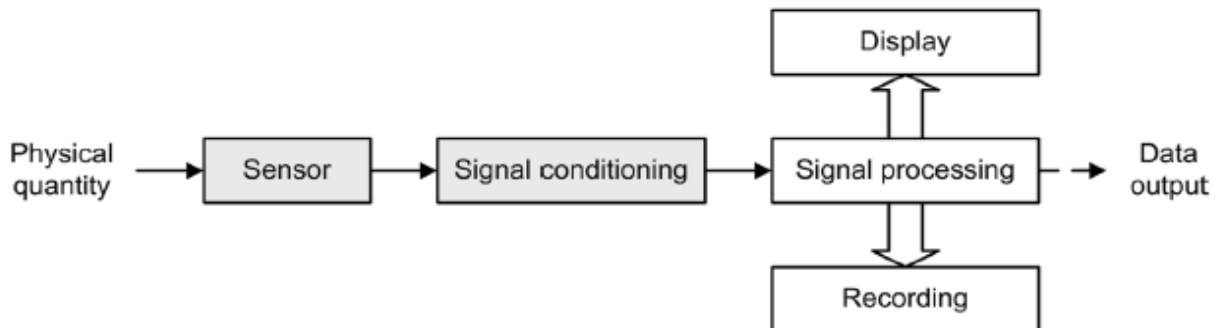 Display
Physical
quantity
Sensor
Signal conditioning
Signal processing
Data
output
Recording